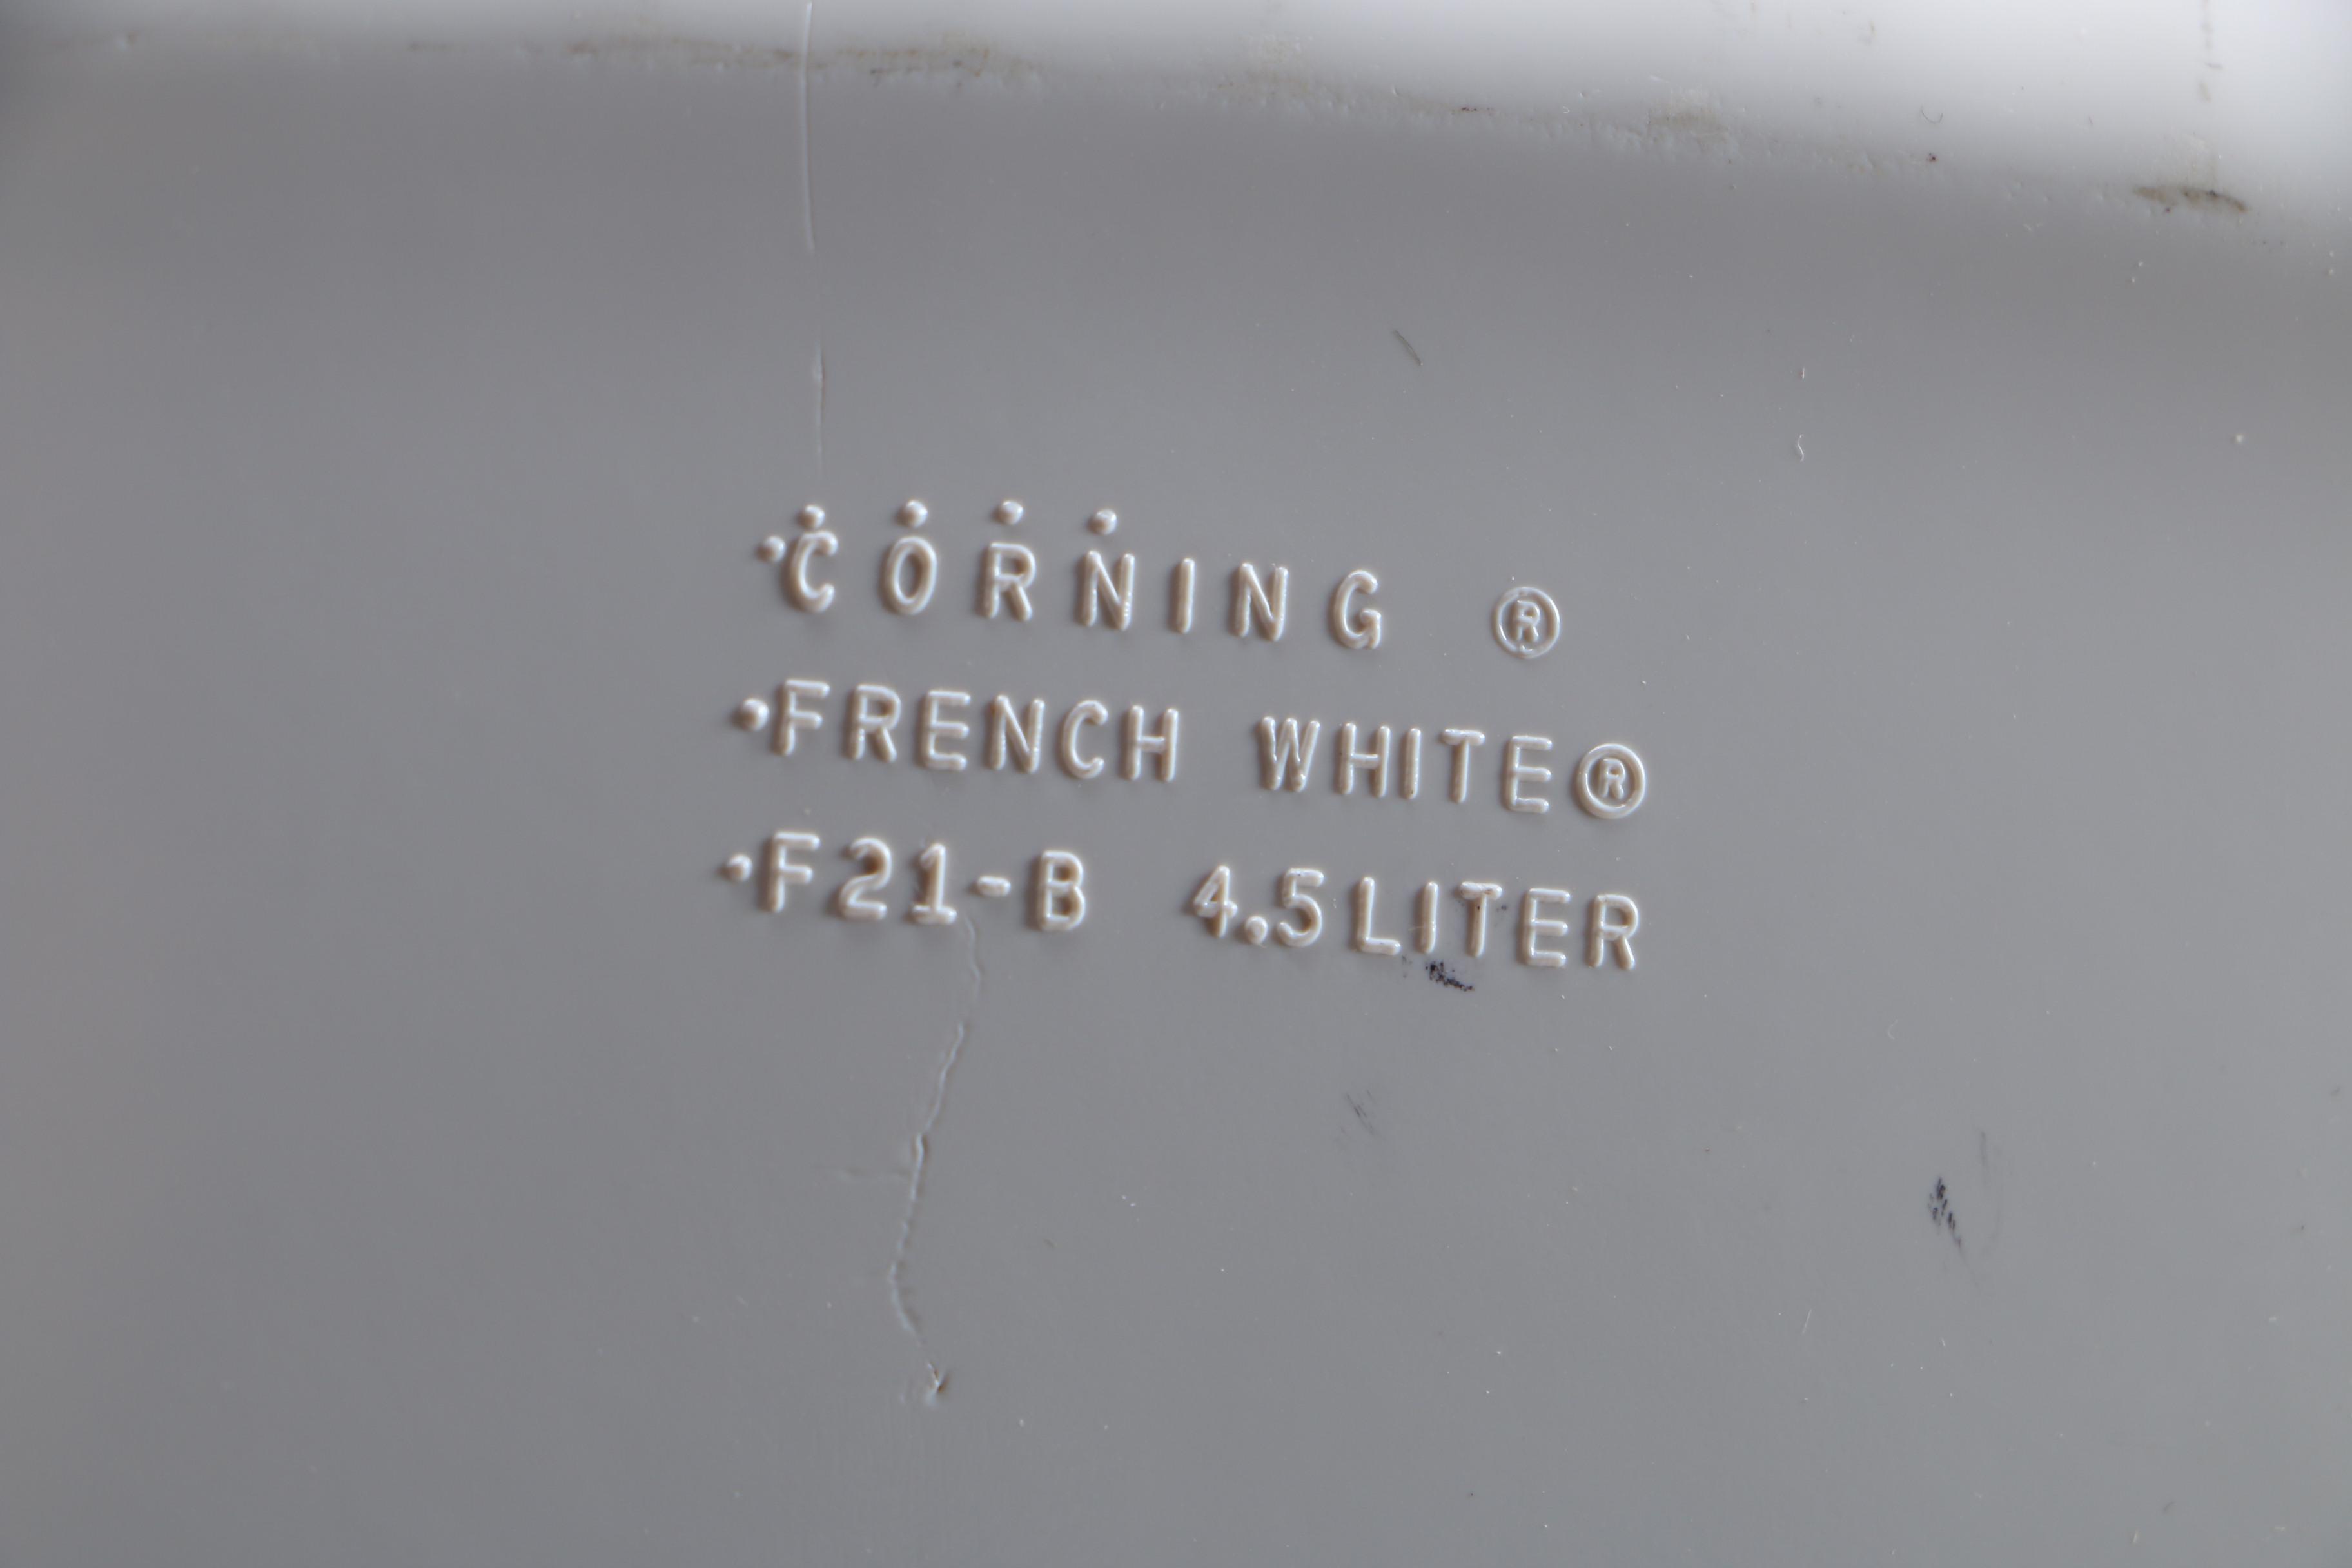 CORNING ®
FRENCH WHITE®
F21-B 4.5LITER